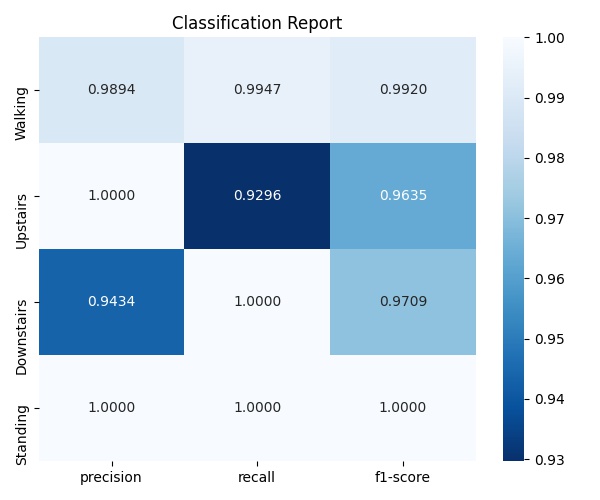 Classification Report
Walking
0.9894 0.9947 0.9920
Upstairs
1.0000 0.9296 0.9635
Downstairs
0.9434 1.0000 0.9709
Standing
1.0000 1.0000 1.0000
precision recall f1-score
1.00
0.99
0.98
0.97
0.96
0.95
0.94
0.93